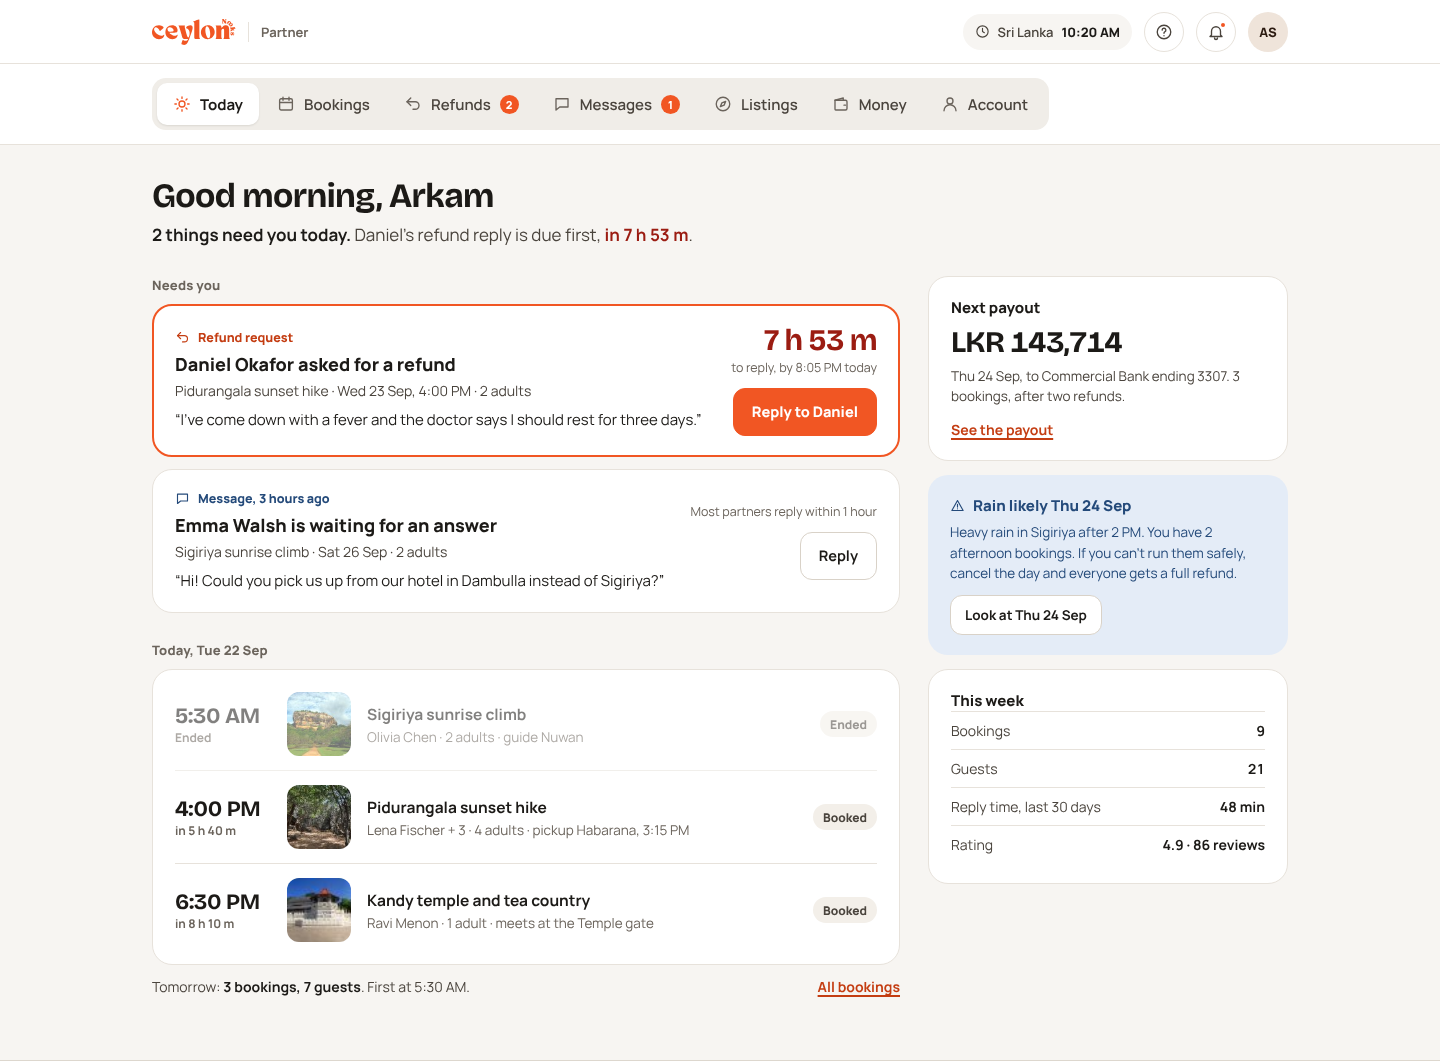 ceylon
Partner
Sri Lanka 10:20 AM
AS
Today
Bookings
Refunds 2
Messages 1
Listings
Money
Account
Good morning, Arkam
2 things need you today. Daniel's refund reply is due first, in 7 h 53 m.
Needs you
Refund request
Daniel Okafor asked for a refund
Pidurangala sunset hike · Wed 23 Sep, 4:00 PM · 2 adults
“I've come down with a fever and the doctor says I should rest for three days.”
7 h 53 m
to reply, by 8:05 PM today
Reply to Daniel
Message, 3 hours ago
Emma Walsh is waiting for an answer
Sigiriya sunrise climb · Sat 26 Sep · 2 adults
“Hi! Could you pick us up from our hotel in Dambulla instead of Sigiriya?”
Most partners reply within 1 hour
Reply
Today, Tue 22 Sep
5:30 AM
Ended
Sigiriya sunrise climb
Olivia Chen · 2 adults · guide Nuwan
Ended
4:00 PM
in 5 h 40 m
Pidurangala sunset hike
Lena Fischer + 3 · 4 adults · pickup Habarana, 3:15 PM
Booked
6:30 PM
in 8 h 10 m
Kandy temple and tea country
Ravi Menon · 1 adult · meets at the Temple gate
Booked
Tomorrow: 3 bookings, 7 guests. First at 5:30 AM.
All bookings
Next payout
LKR 143,714
Thu 24 Sep, to Commercial Bank ending 3307. 3
bookings, after two refunds.
See the payout
Rain likely Thu 24 Sep
Heavy rain in Sigiriya after 2 PM. You have 2
afternoon bookings. If you can't run them safely,
cancel the day and everyone gets a full refund.
Look at Thu 24 Sep
This week
Bookings 9
Guests 21
Reply time, last 30 days 48 min
Rating 4.9 · 86 reviews